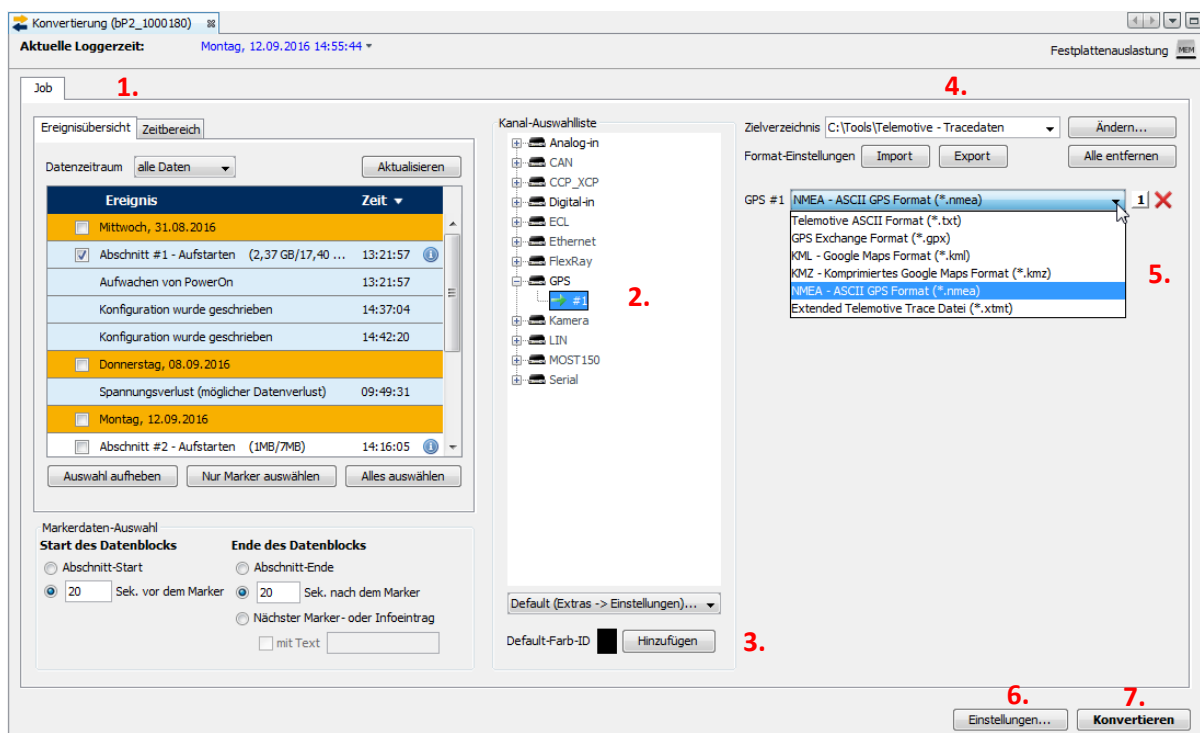 Konvertierung (bP2_1000180)
Aktuelle Loggerzeit: Montag, 12.09.2016 14:55:44
Festplattenauslastung MEM
Job
1.
4.
Ereignisübersicht Zeitbereich
Datenzeitraum alle Daten Aktualisieren
Ereignis Zeit
Mittwoch, 31.08.2016
Abschnitt #1 - Aufstarten (2,37 GB/17,40 ... 13:21:57
Aufwachen von PowerOn 13:21:57
Konfiguration wurde geschrieben 14:37:04
Konfiguration wurde geschrieben 14:42:20
Donnerstag, 08.09.2016
Spannungsverlust (möglicher Datenverlust) 09:49:31
Montag, 12.09.2016
Abschnitt #2 - Aufstarten (1MB/7MB) 14:16:05
Auswahl aufheben Nur Marker auswählen Alles auswählen
Markerdaten-Auswahl
Start des Datenblocks Ende des Datenblocks
Abschnitt-Start Abschnitt-Ende
20 Sek. vor dem Marker 20 Sek. nach dem Marker
Nächster Marker- oder Infoeintrag
mit Text
Kanal-Auswahlliste
Analog-in
CAN
CCP_XCP
Digital-in
ECL
Ethernet
FlexRay
GPS
#1
2.
Kamera
LIN
MOST150
Serial
Default (Extras -> Einstellungen)...
Default-Farb-ID Hinzufügen
3.
Zielverzeichnis C:\Tools\Telemotive - Tracedaten Ändern...
Format-Einstellungen Import Export Alle entfernen
GPS #1 NMEA - ASCII GPS Format (*.nmea) 1
Telemotive ASCII Format (*.txt)
GPS Exchange Format (*.gpx)
KML - Google Maps Format (*.kml)
KMZ - Komprimiertes Google Maps Format (*.kmz)
NMEA - ASCII GPS Format (*.nmea)
Extended Telemotive Trace Datei (*.xtmt)
5.
6.
7.
Einstellungen... Konvertieren